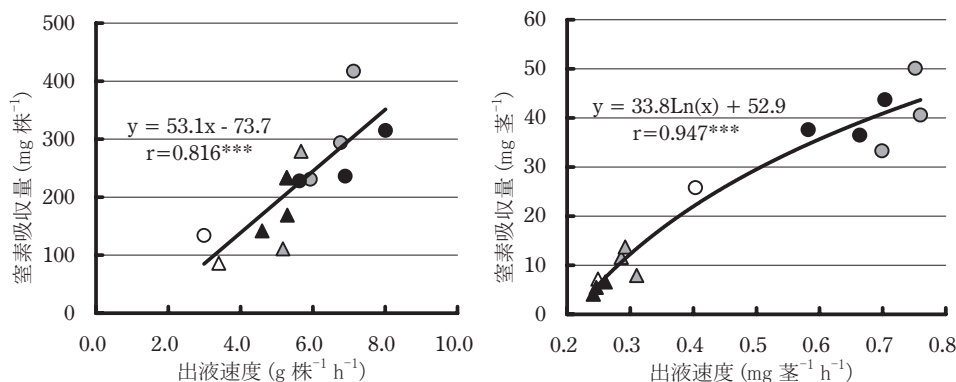 500
400
300
200
100
0
0.0 2.0 4.0 6.0 8.0 10.0
窒素吸収量 (mg 株⁻¹)
出液速度 (g 株⁻¹ h⁻¹)
y = 53.1x - 73.7
r=0.816***
60
50
40
30
20
10
0
0.2 0.3 0.4 0.5 0.6 0.7 0.8
窒素吸収量 (mg 茎⁻¹)
出液速度 (mg 茎⁻¹ h⁻¹)
y = 33.8Ln(x) + 52.9
r=0.947***